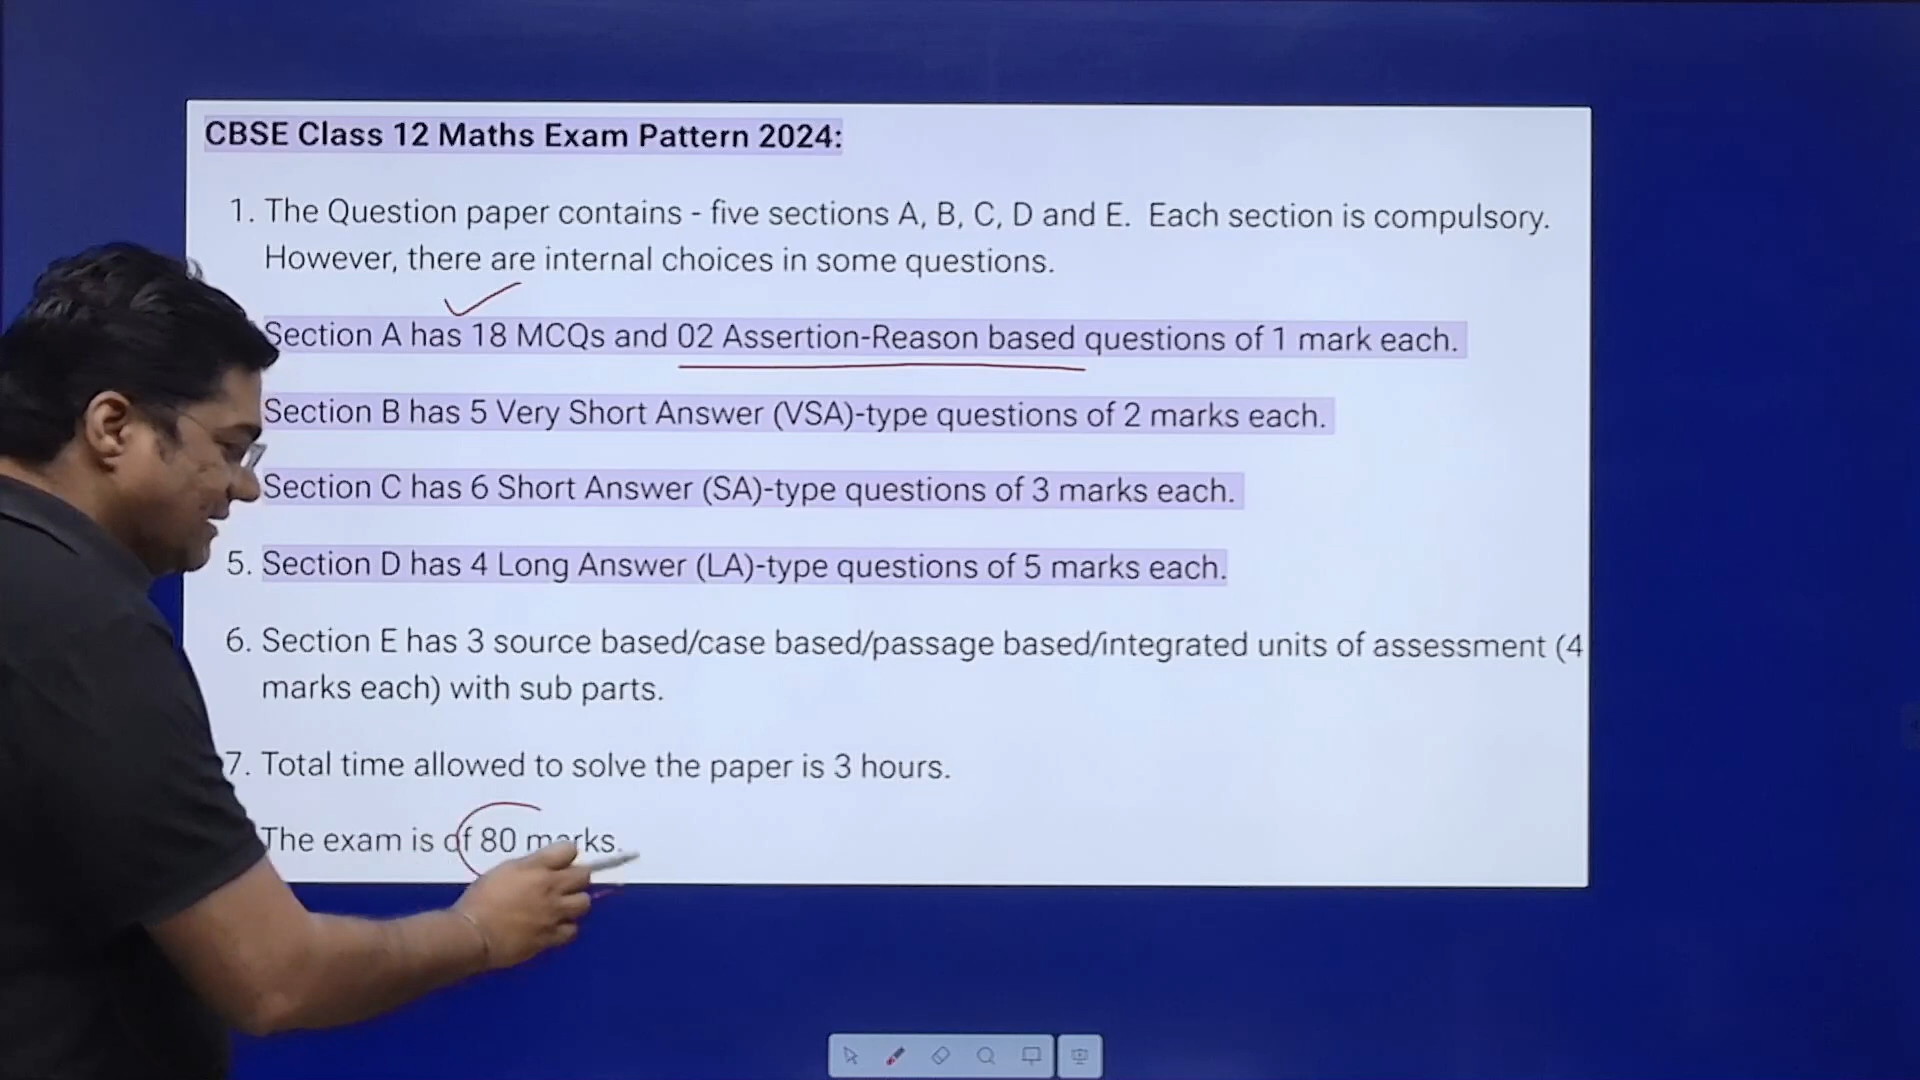 CBSE Class 12 Maths Exam Pattern 2024:
1. The Question paper contains - five sections A, B, C, D and E. Each section is compulsory.
However, there are internal choices in some questions.
Section A has 18 MCQs and 02 Assertion-Reason based questions of 1 mark each.
Section B has 5 Very Short Answer (VSA)-type questions of 2 marks each.
Section C has 6 Short Answer (SA)-type questions of 3 marks each.
5. Section D has 4 Long Answer (LA)-type questions of 5 marks each.
6. Section E has 3 source based/case based/passage based/integrated units of assessment (4
marks each) with sub parts.
7. Total time allowed to solve the paper is 3 hours.
The exam is of 80 marks.